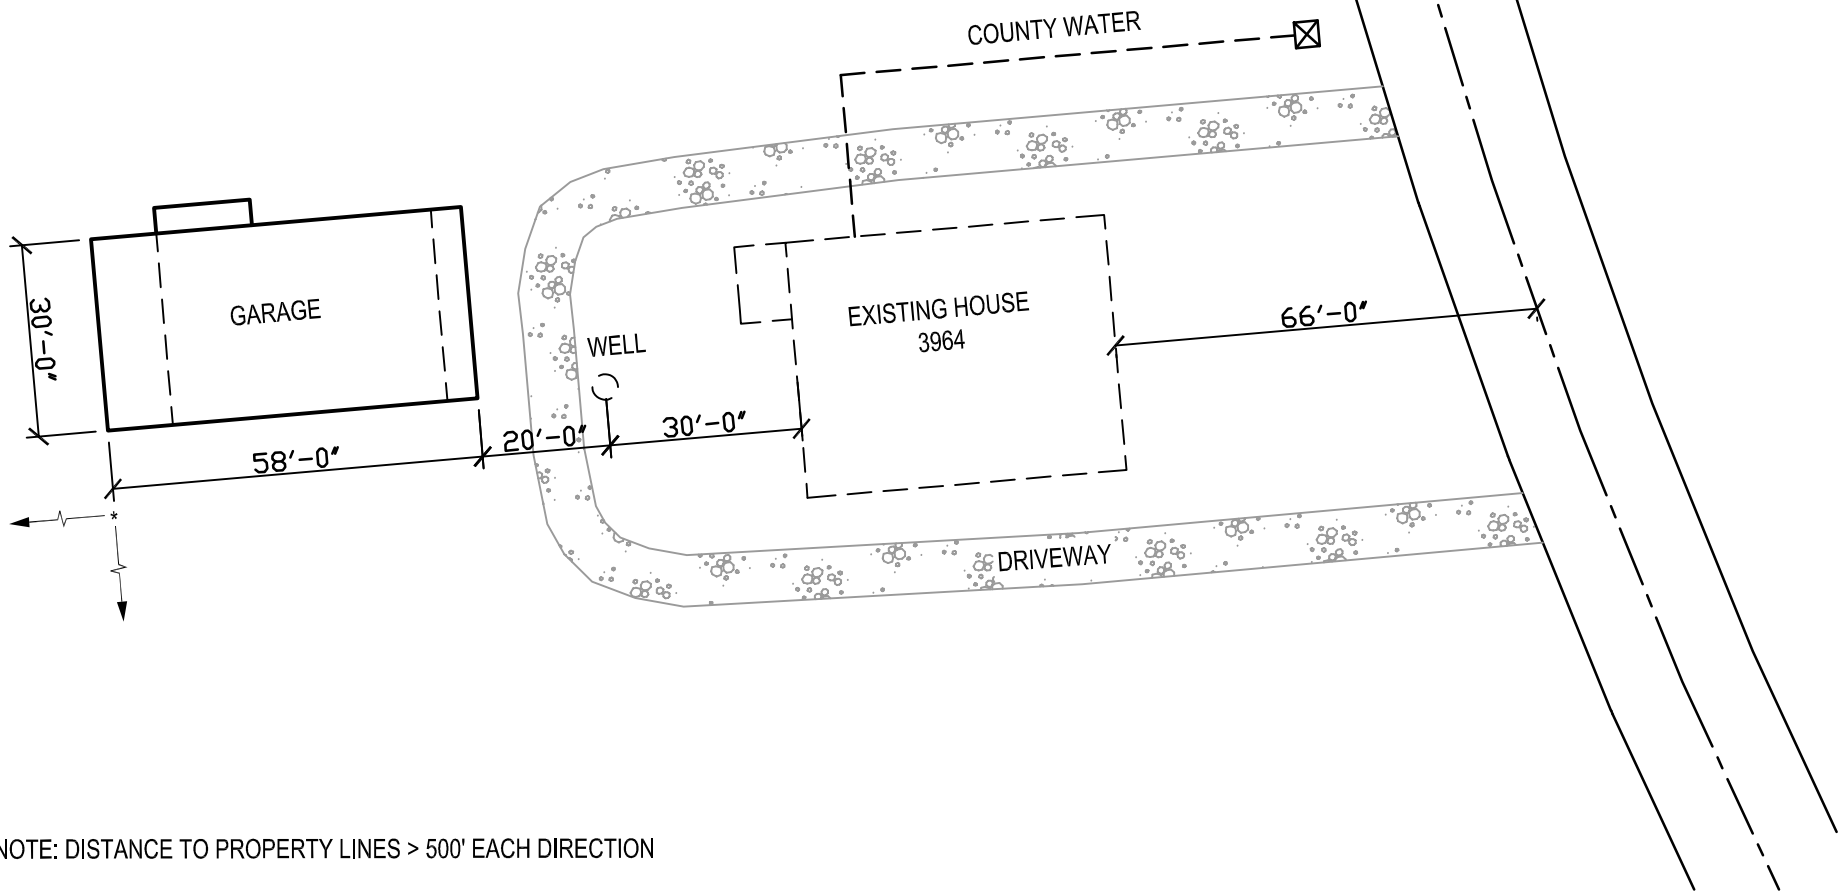 COUNTY WATER
GARAGE
30'-0"
58'-0"
WELL
20'-0"
30'-0"
EXISTING HOUSE
3964
66'-0"
DRIVEWAY
*
NOTE: DISTANCE TO PROPERTY LINES > 500' EACH DIRECTION